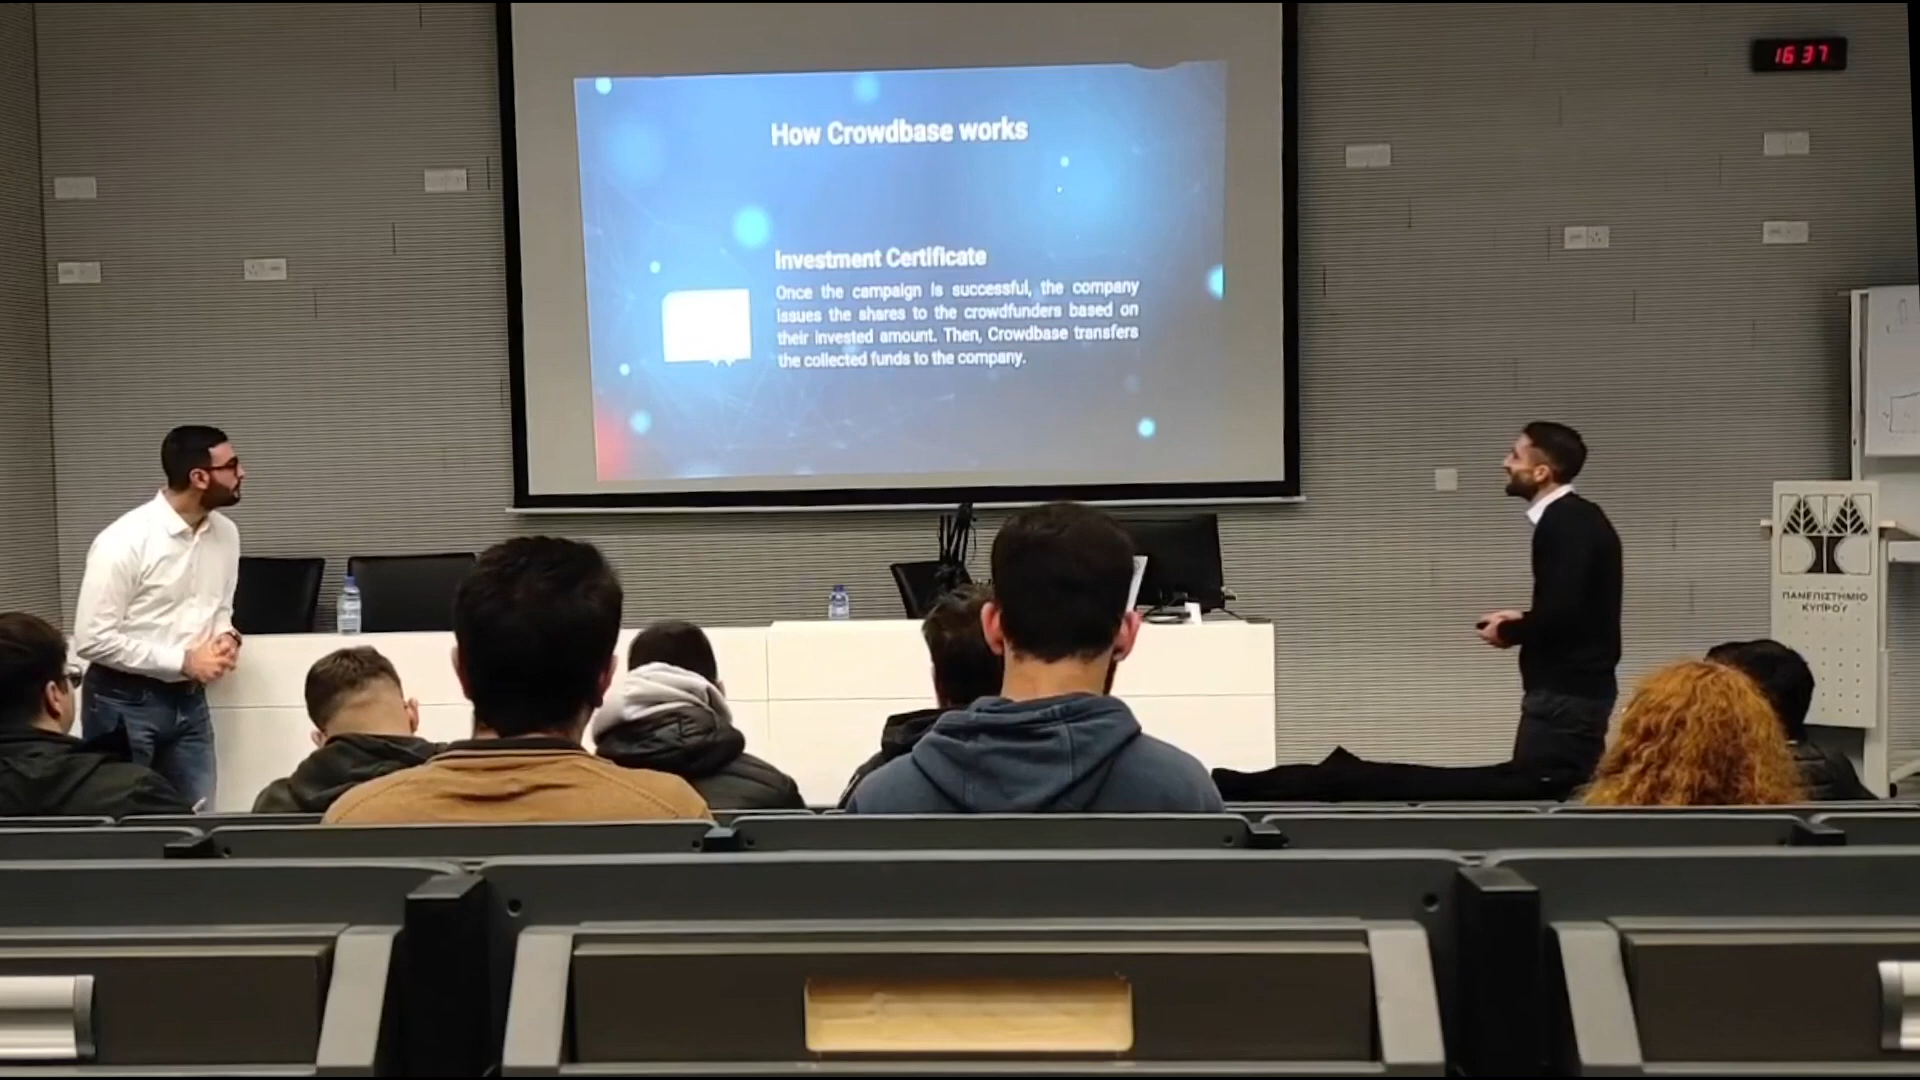 16 37
How Crowdbase works
Investment Certificate
Once the campaign is successful, the company
issues the shares to the crowdfunders based on
their invested amount. Then, Crowdbase transfers
the collected funds to the company.
ΠΑΝΕΠΙΣΤΗΜΙΟ
ΚΥΠΡΟΥ